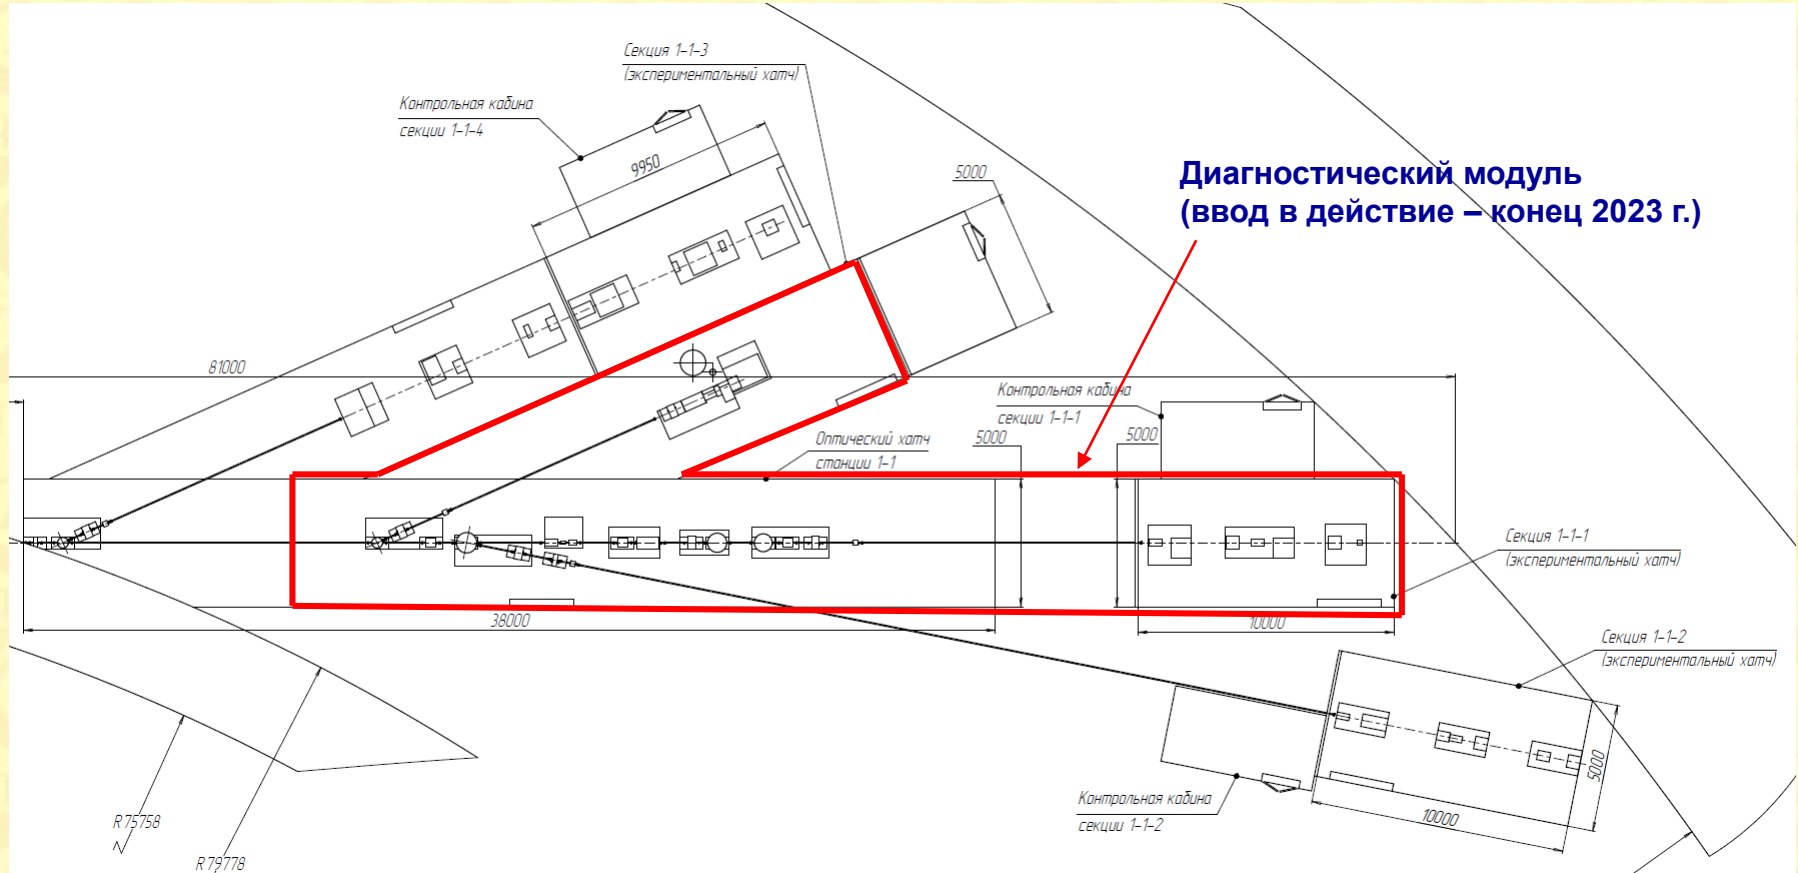 Секция 1-1-3
(экспериментальный хатч)
Контрольная кабина
секции 1-1-4
9950
5000
Диагностический модуль
(ввод в действие – конец 2023 г.)
81000
Контрольная кабина
секции 1-1-1
Оптический хатч
станции 1-1
5000
5000
Секция 1-1-1
(экспериментальный хатч)
38000
10000
Секция 1-1-2
(экспериментальный хатч)
5000
10000
Контрольная кабина
секции 1-1-2
R75758
R79778